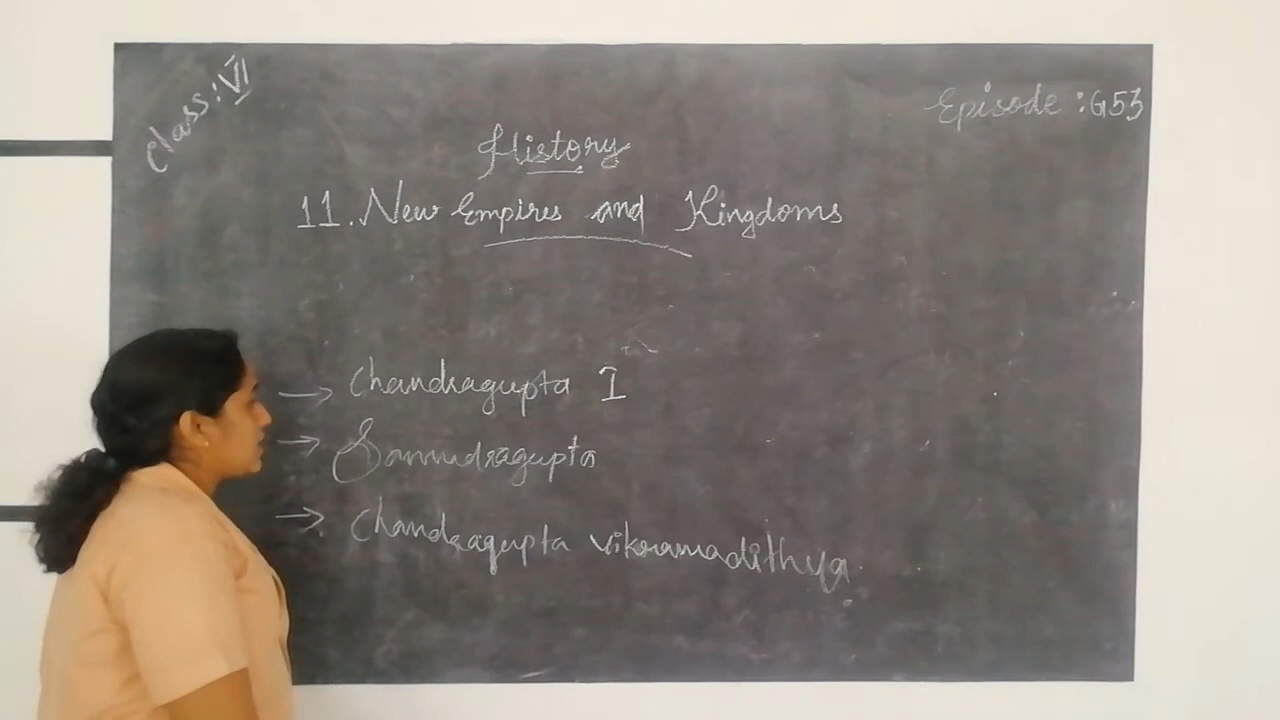 Class: VI
Episode : G53
History
11. New Empires and Kingdoms
→ Chandragupta I
→ Samudragupta
→ Chandragupta vikramadithya